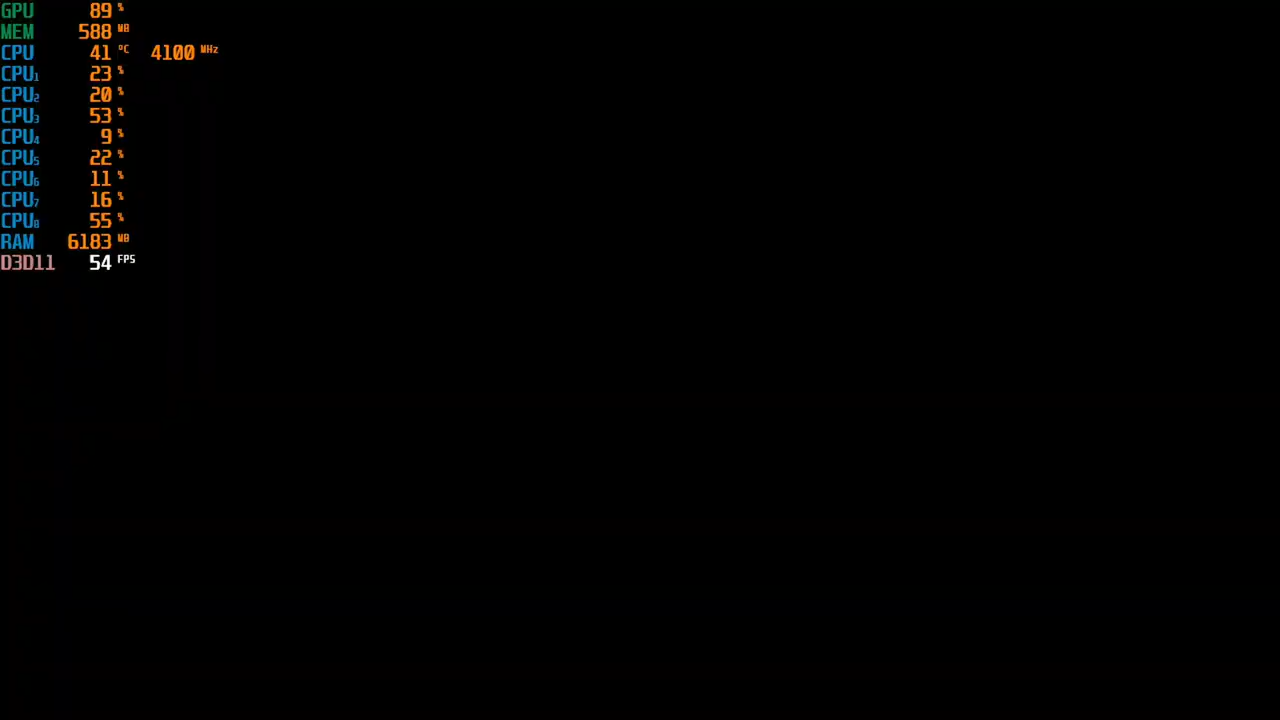 GPU 89 %
MEM 588 MB
CPU 41 °C 4100 MHz
CPU1 23 %
CPU2 20 %
CPU3 53 %
CPU4 9 %
CPU5 22 %
CPU6 11 %
CPU7 16 %
CPU8 55 %
RAM 6183 MB
D3D11 54 FPS